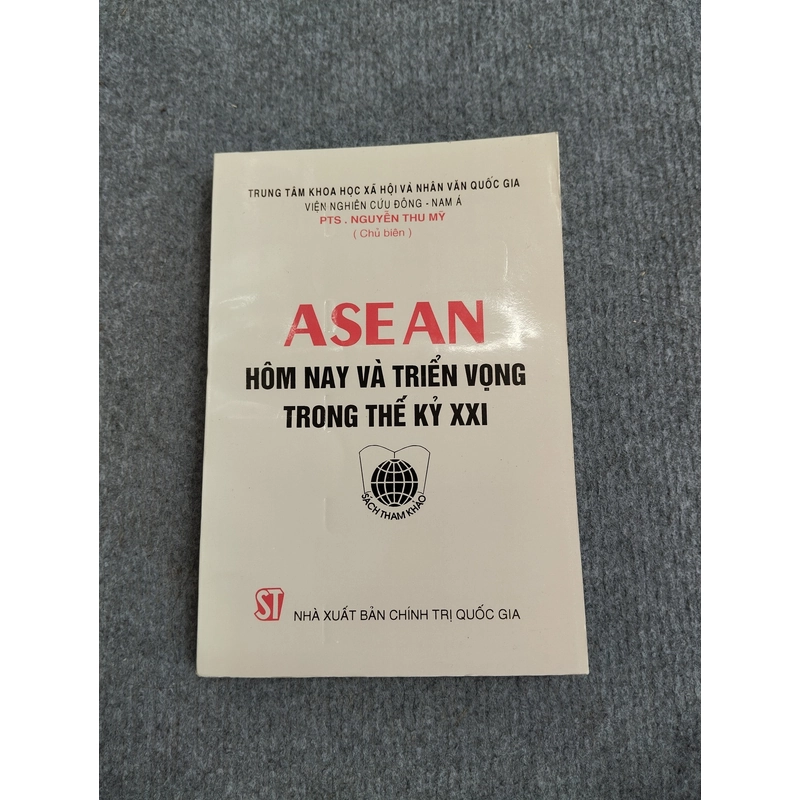 TRUNG TÂM KHOA HỌC XÃ HỘI VÀ NHÂN VĂN QUỐC GIA
VIỆN NGHIÊN CỨU ĐÔNG - NAM Á
PTS . NGUYỄN THU MỸ
( Chủ biên )
ASEAN
HÔM NAY VÀ TRIỂN VỌNG
TRONG THẾ KỶ XXI
SÁCH THAM KHẢO
ST
NHÀ XUẤT BẢN CHÍNH TRỊ QUỐC GIA